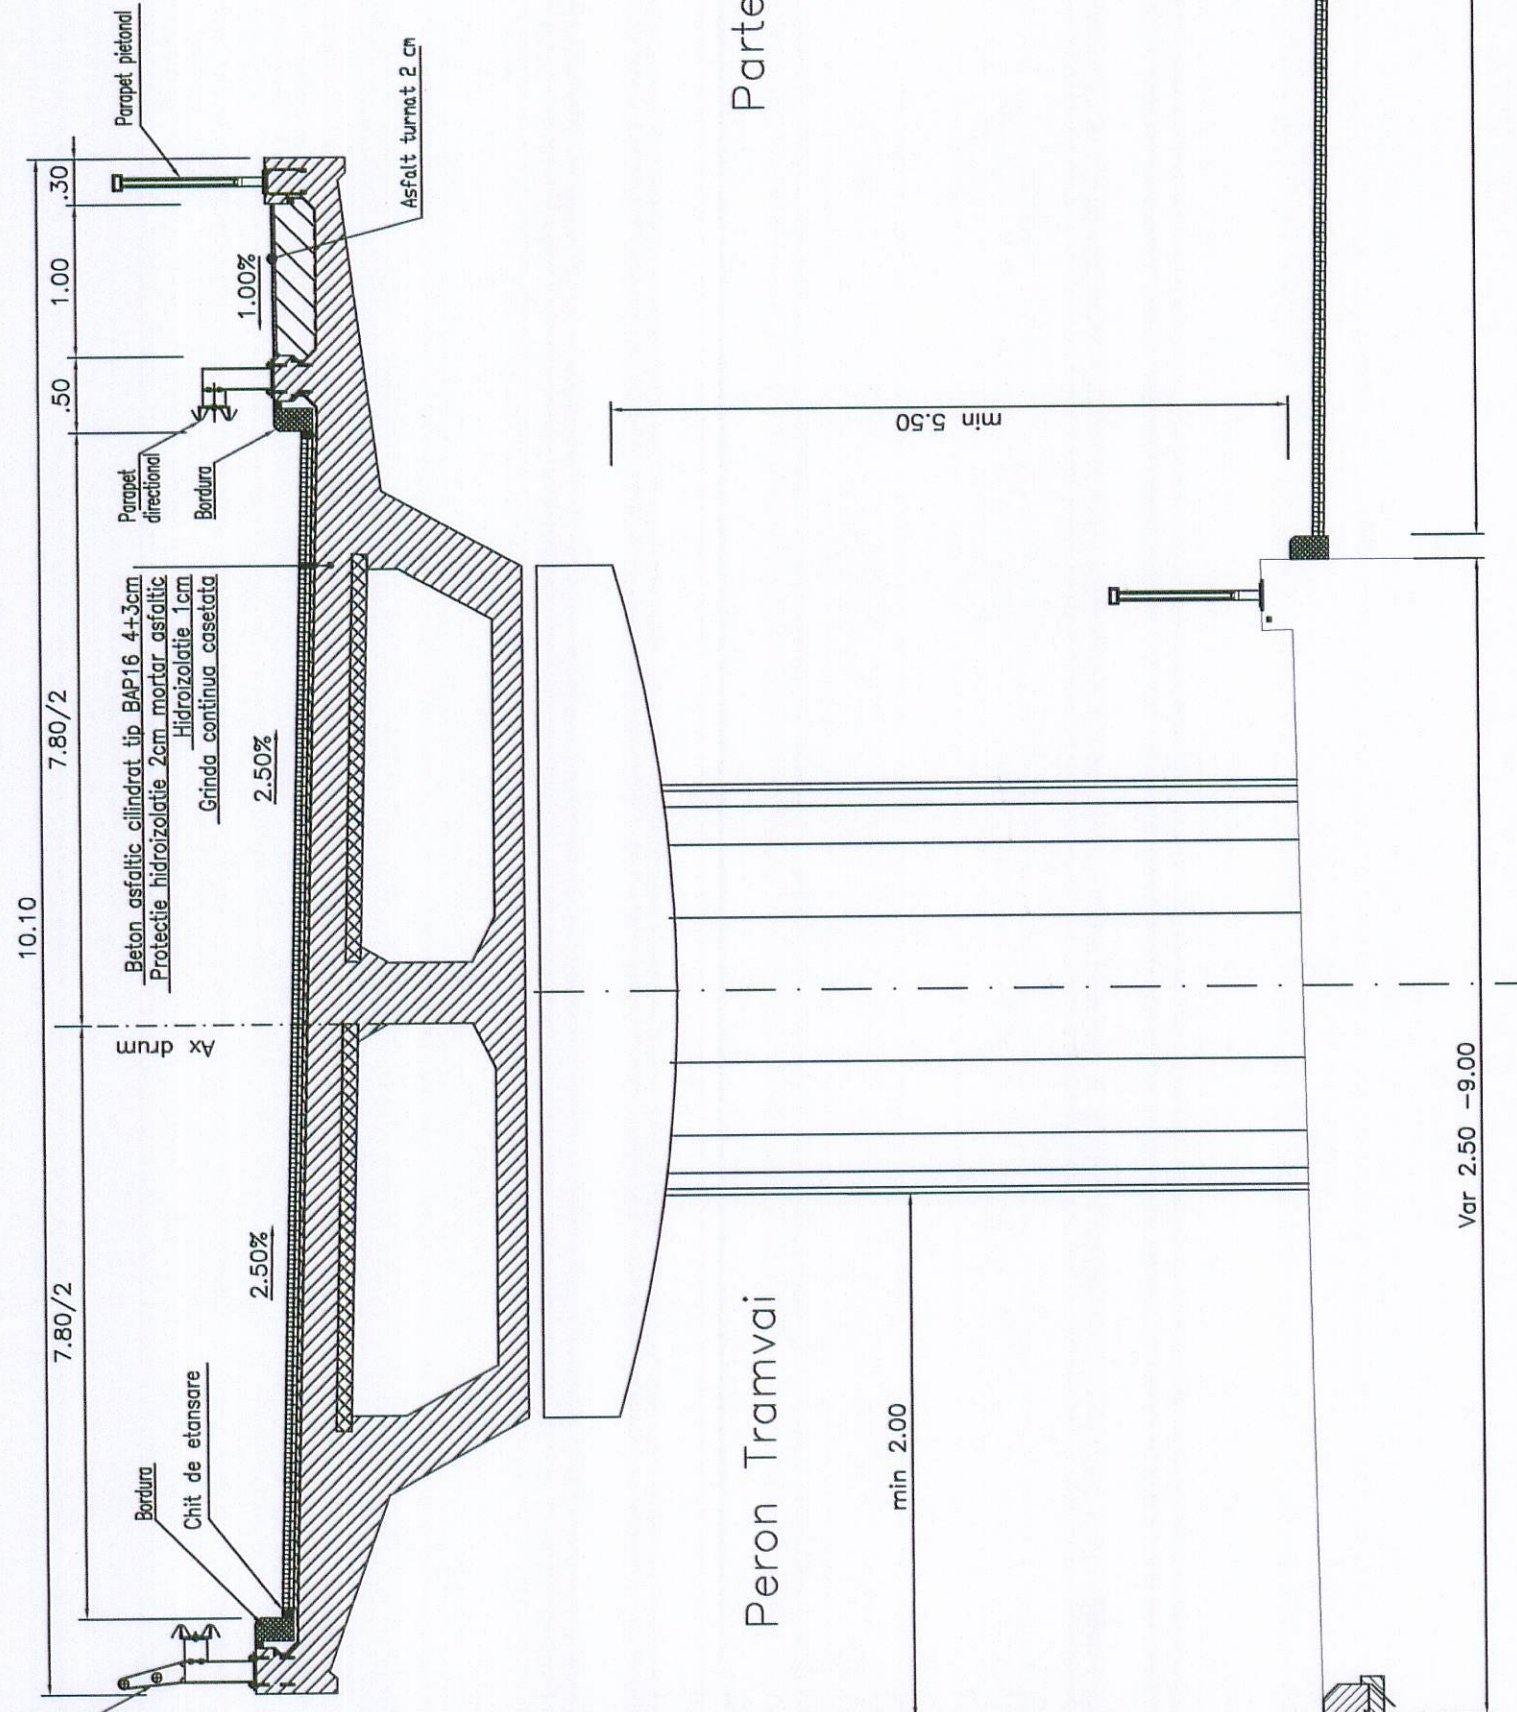 10.10
7.80/2
7.80/2
.50
1.00
.30
Parapet pietonal
Asfalt turnat 2 cm
1.00%
Parapet
directional
Bordura
Beton asfaltic cilindrat tip BAP16 4+3cm
Protectie hidroizolatie 2cm mortar asfaltic
Hidroizolatie 1cm
Grinda continua casetata
2.50%
2.50%
Ax drum
Bordura
Chit de etansare
min 5.50
Peron Tramvai
Parte
min 2.00
Var 2.50 -9.00